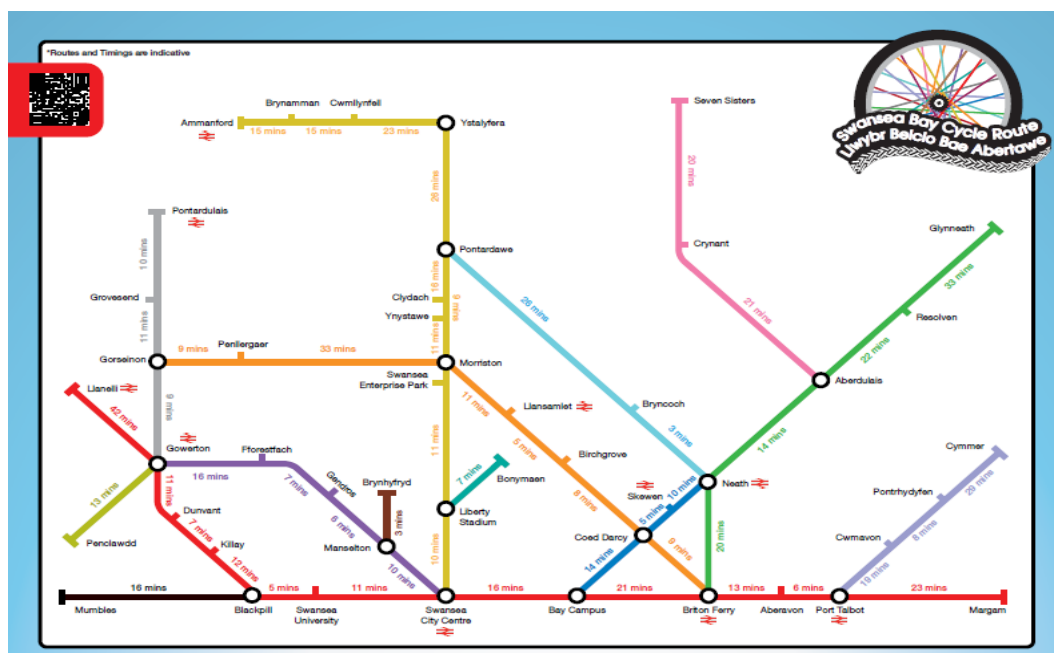 *Routes and Timings are indicative
Swansea Bay Cycle Route
Llwybr Beicio Bae Abertawe
Brynamman
Cwmllynfell
Seven Sisters
Ammanford
15 mins
15 mins
23 mins
Ystalyfera
20 mins
26 mins
Pontardulais
Glynneath
10 mins
Pontardawe
Crynant
33 mins
Grovesend
16 mins
9 mins
Clydach
26 mins
21 mins
Resolven
11 mins
Ynystawe
11 mins
22 mins
Gorseinon
9 mins
Penllergaer
33 mins
Morriston
Swansea
Enterprise Park
Aberdulais
Llanelli
42 mins
9 mins
11 mins
Llansamlet
Bryncoch
3 mins
14 mins
Gowerton
Fforestfach
11 mins
5 mins
Cymmer
16 mins
7 mins
7 mins
Bonymaen
Birchgrove
29 mins
13 mins
11 mins
Gendros
Brynhyfryd
8 mins
Skewen
10 mins
Neath
Pontrhydyfen
Dunvant
6 mins
3 mins
Liberty
Stadium
5 mins
8 mins
Penclawdd
7 mins
Killay
Manselton
Coed Darcy
20 mins
Cwmavon
12 mins
10 mins
10 mins
14 mins
9 mins
19 mins
16 mins
5 mins
11 mins
16 mins
21 mins
13 mins
6 mins
23 mins
Mumbles
Blackpill
Swansea
University
Swansea
City Centre
Bay Campus
Briton Ferry
Aberavon
Port Talbot
Margam